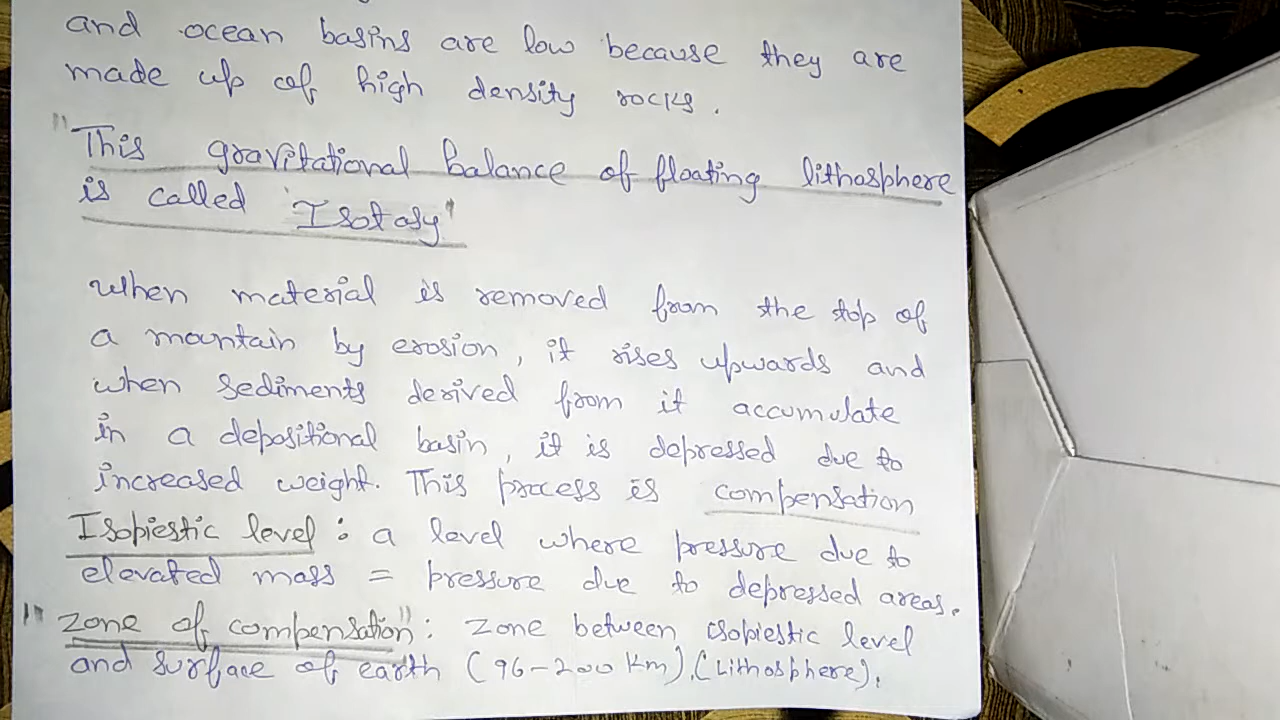 and ocean basins are low because they are
made up of high density rocks.
"This gravitational balance of floating lithosphere
is called Isotasy"
when material is removed from the top of
a mountain by erosion, it rises upwards and
when sediments derived from it accumulate
in a depositional basin, it is depressed due to
increased weight. This process is compensation
Isopiestic level : a level where pressure due to
elevated mass = pressure due to depressed areas.
"zone of compensation": zone between isopiestic level
and surface of earth (96-200 km). (Lithosphere).